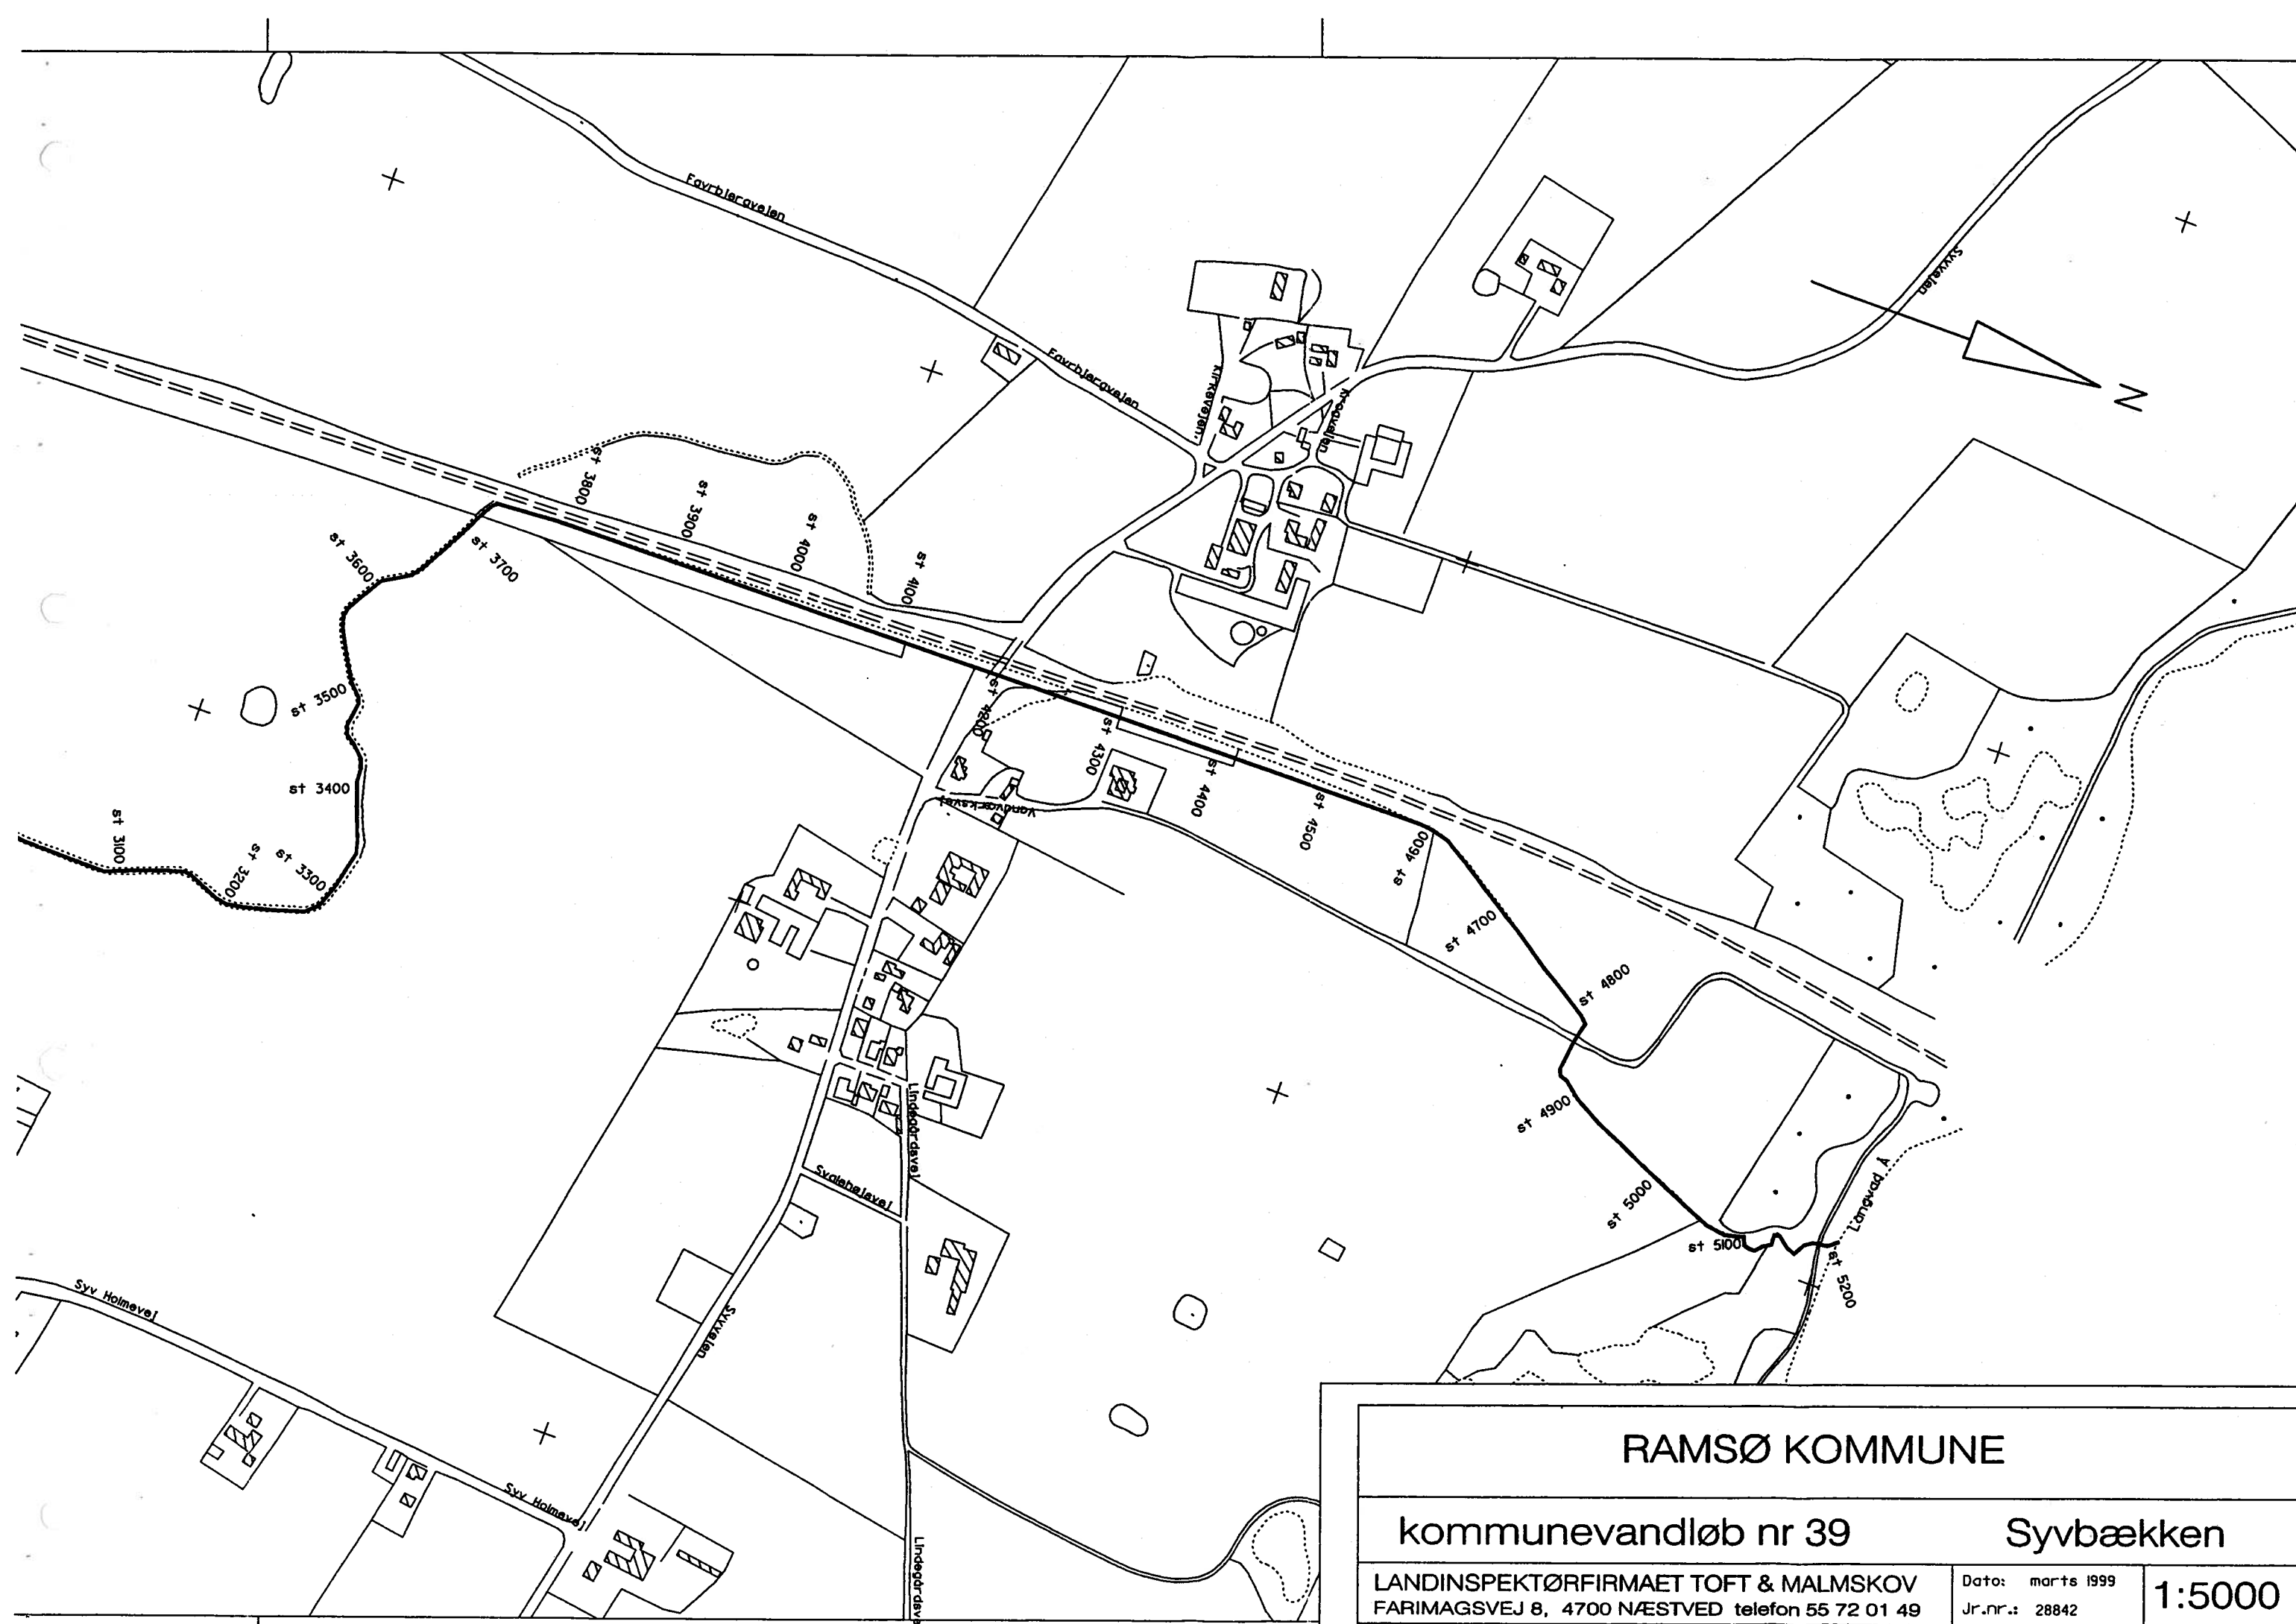 Favrbjergvejen
Syvvejen
Favrbjergvejen
Kirkevejen
Krogvejen
N
st 3800
st 3900
st 4000
st 4100
st 3600
st 3700
st 3500
st 4200
st 4300
st 3400
st 4400
st 4500
st 4600
Vandværksvej
st 3100
st 3200
st 3300
st 4700
st 4800
st 4900
Lindegårdsvej
Svalehøjsvej
st 5000
Langvad Å
st 5100
st 5200
Syv Holmevej
Syvvejen
Syv Holmevej
Lindegårdsve
RAMSØ KOMMUNE
kommunevandløb nr 39 Syvbækken
LANDINSPEKTØRFIRMAET TOFT & MALMSKOV
FARIMAGSVEJ 8, 4700 NÆSTVED telefon 55 72 01 49
Dato: marts 1999
Jr.nr.: 28842
1:5000